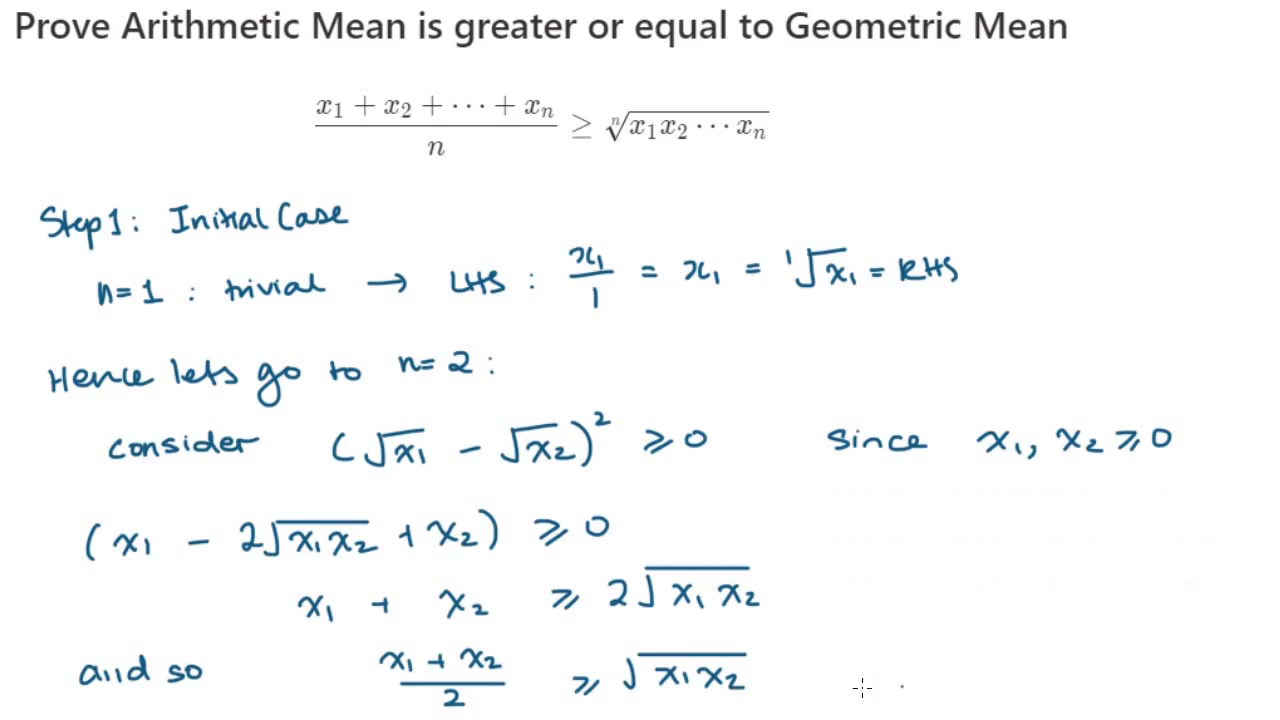 Prove Arithmetic Mean is greater or equal to Geometric Mean
(x₁ + x₂ + ⋯ + xₙ)/n ≥ ⁿ√(x₁x₂ ⋯ xₙ)
Step 1: Initial Case
n=1 : trivial → LHS : x₁/1 = x₁ = ¹√x₁ = RHS
Hence lets go to n=2 :
consider (√x₁ − √x₂)² ⩾ 0 since x₁, x₂ ⩾ 0
(x₁ − 2√(x₁x₂) + x₂) ⩾ 0
x₁ + x₂ ⩾ 2√(x₁x₂)
and so (x₁ + x₂)/2 ⩾ √(x₁x₂)